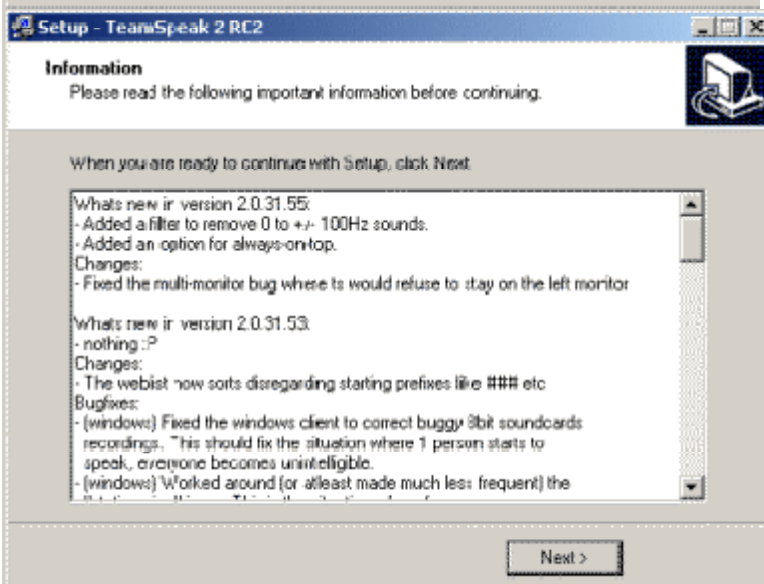 Setup - TeamSpeak 2 RC2
Information
Please read the following important information before continuing.
When you are ready to continue with Setup, click Next
Whats new in version 2.0.31.55:
- Added a filter to remove 0 to +/- 100Hz sounds.
- Added an option for always-on-top.
Changes:
- Fixed the multi-monitor bug where ts would refuse to stay on the left monitor
Whats new in version 2.0.31.53:
- nothing :P
Changes:
- The weblist now sorts disregarding starting prefixes like ### etc
Bugfixes:
- (windows) Fixed the windows client to correct buggy 8bit soundcards
recordings. This should fix the situation where 1 person starts to
speak, everyone becomes unintelligible.
- (windows) Worked around (or atleast made much less frequent) the
Next >